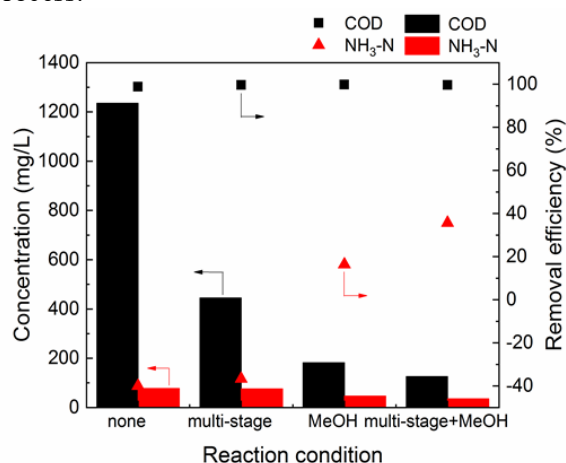 COD COD
NH₃-N NH₃-N
1400
1200
1000
800
600
400
200
0
Concentration (mg/L)
100
80
60
40
20
0
-20
-40
Removal efficiency (%)
none multi-stage MeOH multi-stage+MeOH
Reaction condition